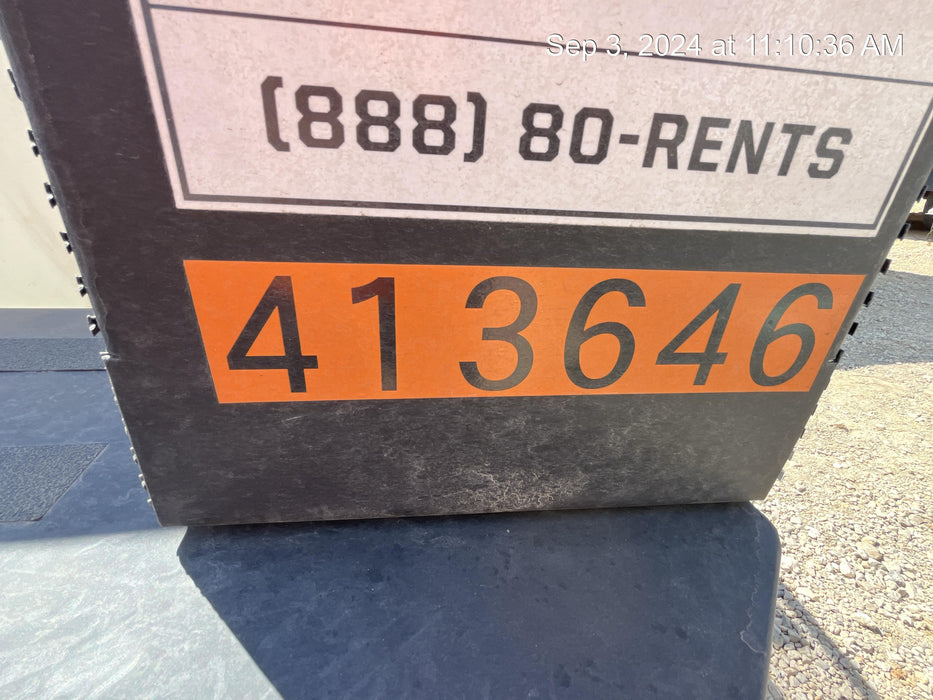 Sep 3, 2024 at 11:10:36 AM
(888) 80-RENTS
413646